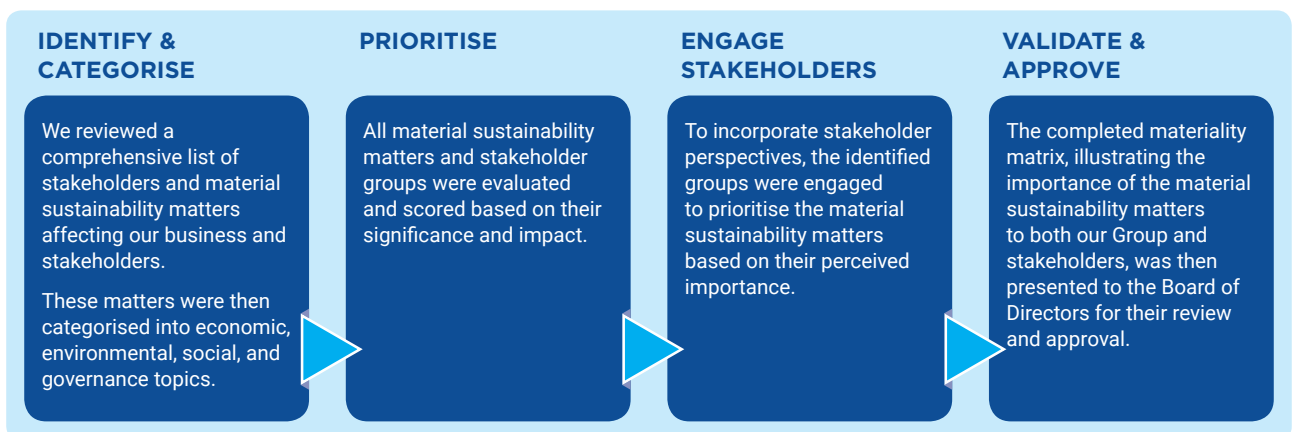 IDENTIFY &
CATEGORISE
We reviewed a
comprehensive list of
stakeholders and material
sustainability matters
affecting our business and
stakeholders.
These matters were then
categorised into economic,
environmental, social, and
governance topics.
PRIORITISE
All material sustainability
matters and stakeholder
groups were evaluated
and scored based on their
significance and impact.
ENGAGE
STAKEHOLDERS
To incorporate stakeholder
perspectives, the identified
groups were engaged
to prioritise the material
sustainability matters
based on their perceived
importance.
VALIDATE &
APPROVE
The completed materiality
matrix, illustrating the
importance of the material
sustainability matters
to both our Group and
stakeholders, was then
presented to the Board of
Directors for their review
and approval.